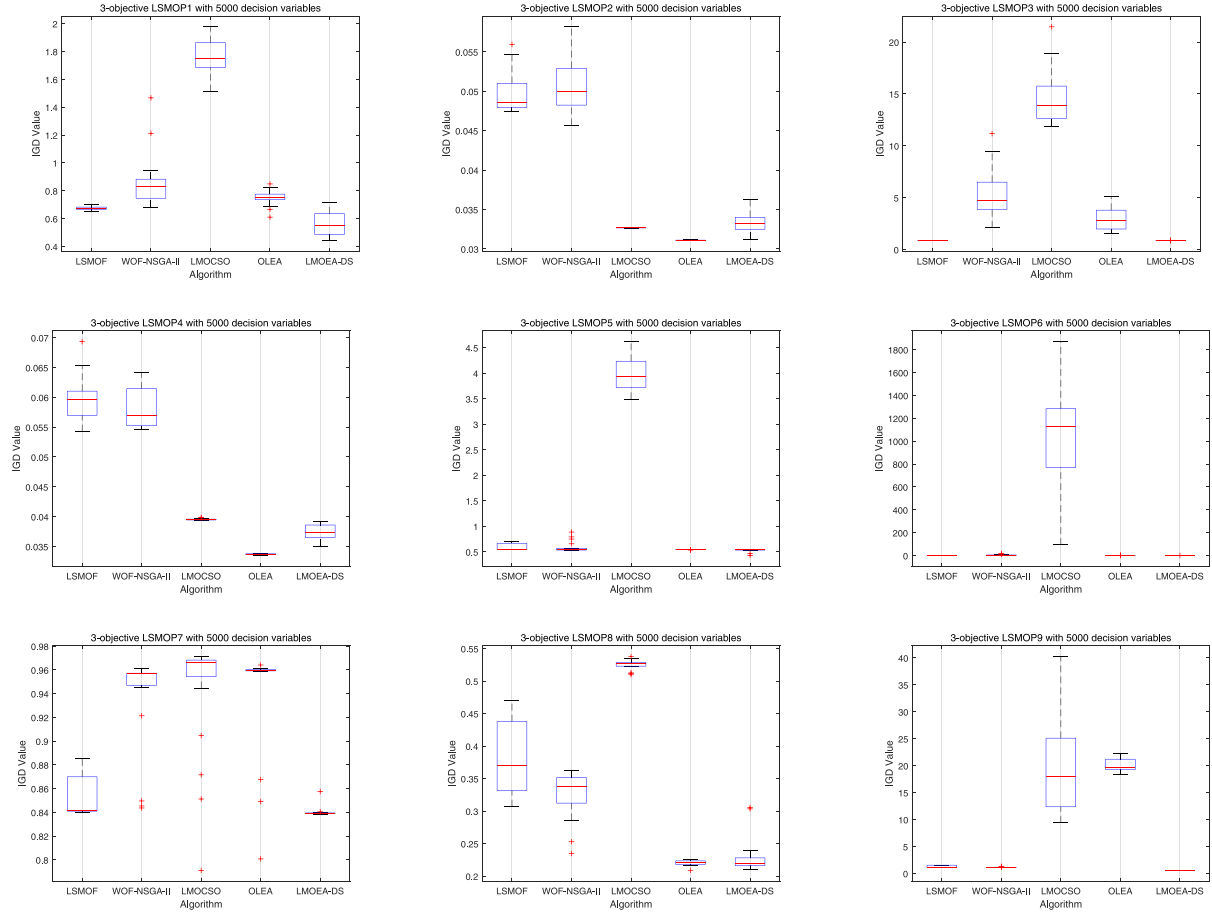 3-objective LSMOP1 with 5000 decision variables
2
1.8
1.6
1.4
1.2
1
0.8
0.6
0.4
IGD Value
LSMOF WOF-NSGA-II LMOCSO OLEA LMOEA-DS
Algorithm
3-objective LSMOP2 with 5000 decision variables
0.055
0.05
0.045
0.04
0.035
0.03
IGD Value
LSMOF WOF-NSGA-II LMOCSO OLEA LMOEA-DS
Algorithm
3-objective LSMOP3 with 5000 decision variables
20
15
10
5
0
IGD Value
LSMOF WOF-NSGA-II LMOCSO OLEA LMOEA-DS
Algorithm
3-objective LSMOP4 with 5000 decision variables
0.07
0.065
0.06
0.055
0.05
0.045
0.04
0.035
IGD Value
LSMOF WOF-NSGA-II LMOCSO OLEA LMOEA-DS
Algorithm
3-objective LSMOP5 with 5000 decision variables
4.5
4
3.5
3
2.5
2
1.5
1
0.5
IGD Value
LSMOF WOF-NSGA-II LMOCSO OLEA LMOEA-DS
Algorithm
3-objective LSMOP6 with 5000 decision variables
1800
1600
1400
1200
1000
800
600
400
200
0
IGD Value
LSMOF WOF-NSGA-II LMOCSO OLEA LMOEA-DS
Algorithm
3-objective LSMOP7 with 5000 decision variables
0.98
0.96
0.94
0.92
0.9
0.88
0.86
0.84
0.82
0.8
IGD Value
LSMOF WOF-NSGA-II LMOCSO OLEA LMOEA-DS
Algorithm
3-objective LSMOP8 with 5000 decision variables
0.55
0.5
0.45
0.4
0.35
0.3
0.25
0.2
IGD Value
LSMOF WOF-NSGA-II LMOCSO OLEA LMOEA-DS
Algorithm
3-objective LSMOP9 with 5000 decision variables
40
35
30
25
20
15
10
5
0
IGD Value
LSMOF WOF-NSGA-II LMOCSO OLEA LMOEA-DS
Algorithm